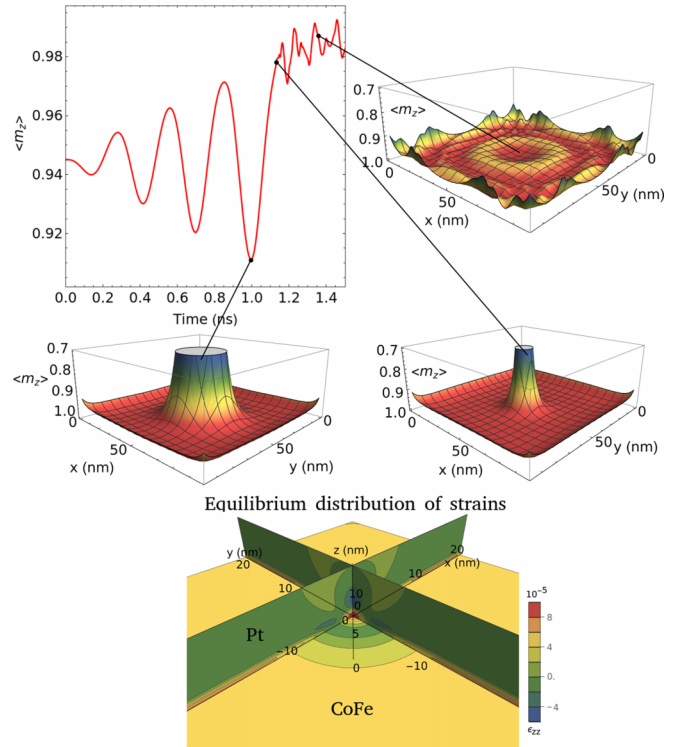 0.98
0.96
0.94
0.92
<m_z>
0.0 0.2 0.4 0.6 0.8 1.0 1.2 1.4
Time (ns)
0.7
<m_z>
0.8
0.9
1.0
0
50
x (nm)
0
50
y (nm)
0.7
<m_z>
0.8
0.9
1.0
0
50
x (nm)
0
50
y (nm)
0.7
<m_z>
0.8
0.9
1.0
0
50
x (nm)
0
50
y (nm)
Equilibrium distribution of strains
y (nm) z (nm) x (nm)
20 20
10 10
10
0
0 0
5
Pt
−10 −10
0
CoFe
10⁻⁵
8
4
0.
−4
ϵzz